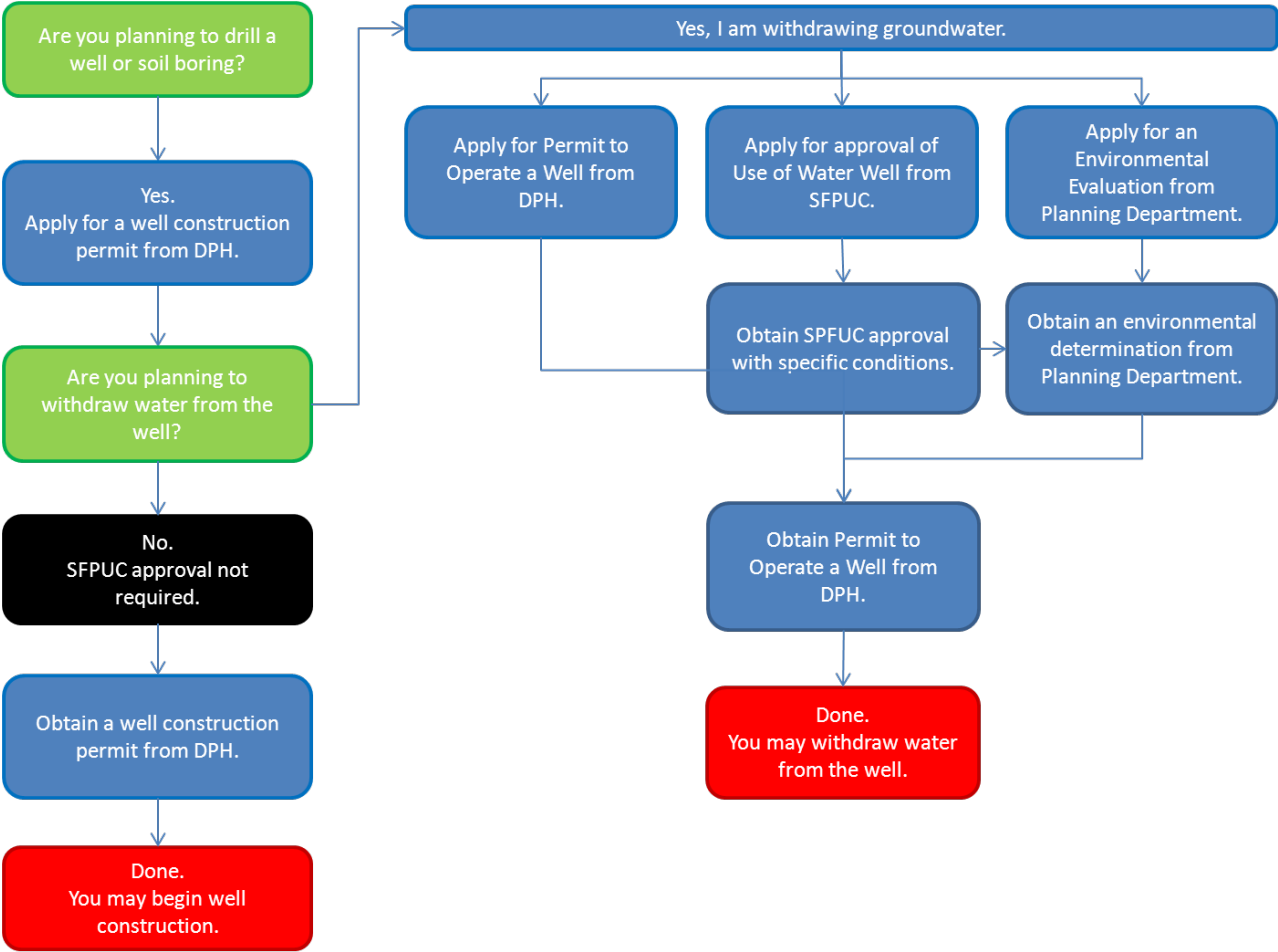 Are you planning to drill a
well or soil boring?
Yes.
Apply for a well construction
permit from DPH.
Are you planning to
withdraw water from the
well?
No.
SFPUC approval not
required.
Obtain a well construction
permit from DPH.
Done.
You may begin well
construction.
Yes, I am withdrawing groundwater.
Apply for Permit to
Operate a Well from
DPH.
Apply for approval of
Use of Water Well from
SFPUC.
Apply for an
Environmental
Evaluation from
Planning Department.
Obtain SPFUC approval
with specific conditions.
Obtain an environmental
determination from
Planning Department.
Obtain Permit to
Operate a Well from
DPH.
Done.
You may withdraw water
from the well.